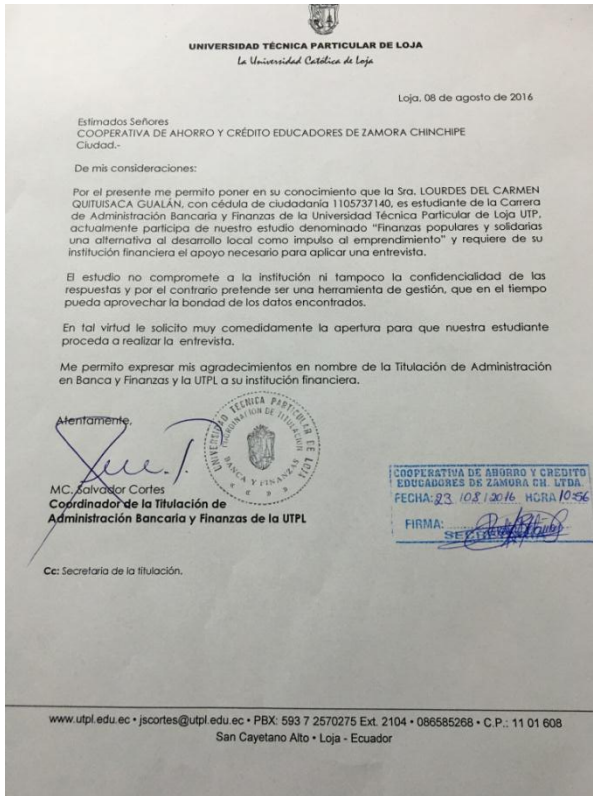 UNIVERSIDAD TÉCNICA PARTICULAR DE LOJA
La Universidad Católica de Loja
Loja, 08 de agosto de 2016
Estimados Señores
COOPERATIVA DE AHORRO Y CRÉDITO EDUCADORES DE ZAMORA CHINCHIPE
Ciudad.-
De mis consideraciones:
Por el presente me permito poner en su conocimiento que la Sra. LOURDES DEL CARMEN
QUITUISACA GUALÁN, con cédula de ciudadanía 1105737140, es estudiante de la Carrera
de Administración Bancaria y Finanzas de la Universidad Técnica Particular de Loja UTP,
actualmente participa de nuestro estudio denominado "Finanzas populares y solidarias
una alternativa al desarrollo local como impulso al emprendimiento" y requiere de su
institución financiera el apoyo necesario para aplicar una entrevista.
El estudio no compromete a la institución ni tampoco la confidencialidad de las
respuestas y por el contrario pretende ser una herramienta de gestión, que en el tiempo
pueda aprovechar la bondad de los datos encontrados.
En tal virtud le solicito muy comedidamente la apertura para que nuestra estudiante
proceda a realizar la entrevista.
Me permito expresar mis agradecimientos en nombre de la Titulación de Administración
en Banca y Finanzas y la UTPL a su institución financiera.
Atentamente,
UNIVERSIDAD TECNICA PARTICULAR DE LOJA
COORDINACION DE TITULACION
BANCA Y FINANZAS
MC. Salvador Cortes
Coordinador de la Titulación de
Administración Bancaria y Finanzas de la UTPL
COOPERATIVA DE AHORRO Y CREDITO
EDUCADORES DE ZAMORA CH. LTDA.
FECHA: 23 / 08 / 2016 HORA 10:56
FIRMA:
Cc: Secretaria de la titulación.
www.utpl.edu.ec • jscortes@utpl.edu.ec • PBX: 593 7 2570275 Ext. 2104 • 086585268 • C.P.: 11 01 608
San Cayetano Alto • Loja - Ecuador